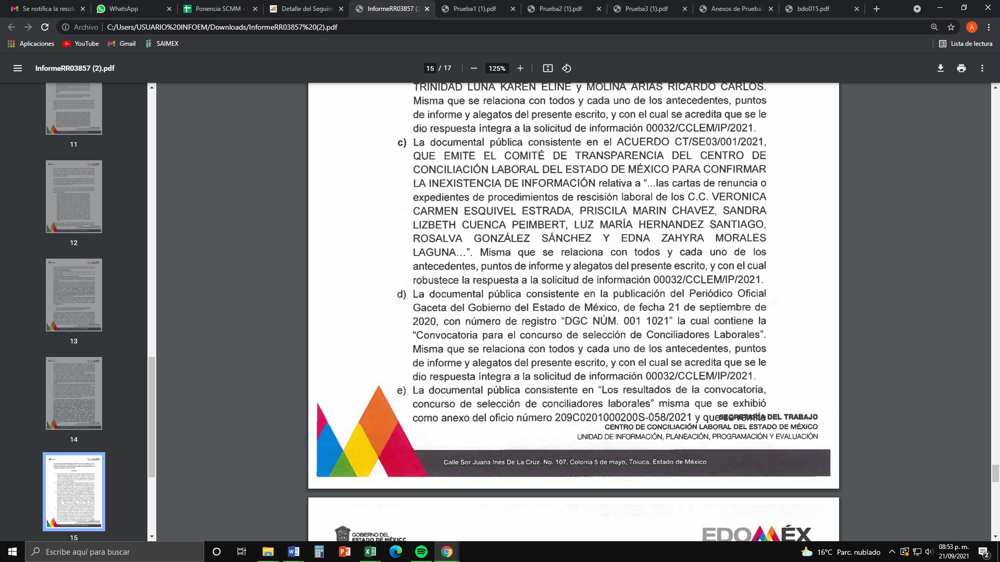 Se notifica la resolu
WhatsApp
Ponencia SCMM -
Detalle del Seguim
InformeRR03857 (2
Prueba1 (1).pdf
Prueba2 (1).pdf
Prueba3 (1).pdf
Anexos de Prueba3
bdo015.pdf
Archivo
C:/Users/USUARIO%20INFOEM/Downloads/InformeRR03857%20(2).pdf
A
Aplicaciones
YouTube
Gmail
SAIMEX
Lista de lectura
InformeRR03857 (2).pdf
15 / 17
125%
11
12
13
14
15
TRINIDAD LUNA KAREN ELINE y MOLINA ARIAS RICARDO CARLOS.
Misma que se relaciona con todos y cada uno de los antecedentes, puntos
de informe y alegatos del presente escrito, y con el cual se acredita que se le
dio respuesta íntegra a la solicitud de información 00032/CCLEM/IP/2021.
c) La documental pública consistente en el ACUERDO CT/SE03/001/2021,
QUE EMITE EL COMITÉ DE TRANSPARENCIA DEL CENTRO DE
CONCILIACIÓN LABORAL DEL ESTADO DE MÉXICO PARA CONFIRMAR
LA INEXISTENCIA DE INFORMACIÓN relativa a “...las cartas de renuncia o
expedientes de procedimientos de rescisión laboral de los C.C. VERONICA
CARMEN ESQUIVEL ESTRADA, PRISCILA MARIN CHAVEZ, SANDRA
LIZBETH CUENCA PEIMBERT, LUZ MARÍA HERNANDEZ SANTIAGO,
ROSALVA GONZÁLEZ SÁNCHEZ Y EDNA ZAHYRA MORALES
LAGUNA...”. Misma que se relaciona con todos y cada uno de los
antecedentes, puntos de informe y alegatos del presente escrito, y con el cual
robustece la respuesta a la solicitud de información 00032/CCLEM/IP/2021.
d) La documental pública consistente en la publicación del Periódico Oficial
Gaceta del Gobierno del Estado de México, de fecha 21 de septiembre de
2020, con número de registro “DGC NÚM. 001 1021” la cual contiene la
“Convocatoria para el concurso de selección de Conciliadores Laborales”.
Misma que se relaciona con todos y cada uno de los antecedentes, puntos
de informe y alegatos del presente escrito, y con el cual se acredita que se le
dio respuesta íntegra a la solicitud de información 00032/CCLEM/IP/2021.
e) La documental pública consistente en “Los resultados de la convocatoria,
concurso de selección de conciliadores laborales” misma que se exhibió
como anexo del oficio número 209C0201000200S-058/2021 y que se remite
SECRETARÍA DEL TRABAJO
CENTRO DE CONCILIACIÓN LABORAL DEL ESTADO DE MÉXICO
UNIDAD DE INFORMACIÓN, PLANEACIÓN, PROGRAMACIÓN Y EVALUACIÓN
Calle Sor Juana Inés De La Cruz. No. 107, Colonia 5 de mayo, Toluca, Estado de México
GOBIERNO DEL
ESTADO DE MÉXICO
EDOMÉX
Escribe aquí para buscar
16°C Parc. nublado
08:53 p. m.
21/09/2021
2